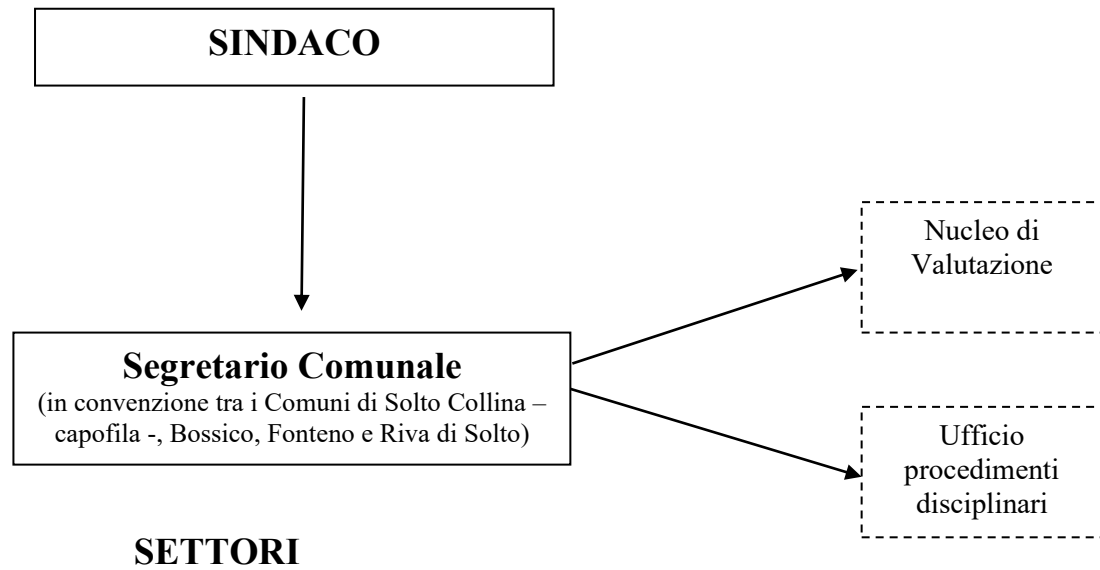 SINDACO
Nucleo di
Valutazione
Segretario Comunale
(in convenzione tra i Comuni di Solto Collina –
capofila -, Bossico, Fonteno e Riva di Solto)
Ufficio
procedimenti
disciplinari
SETTORI